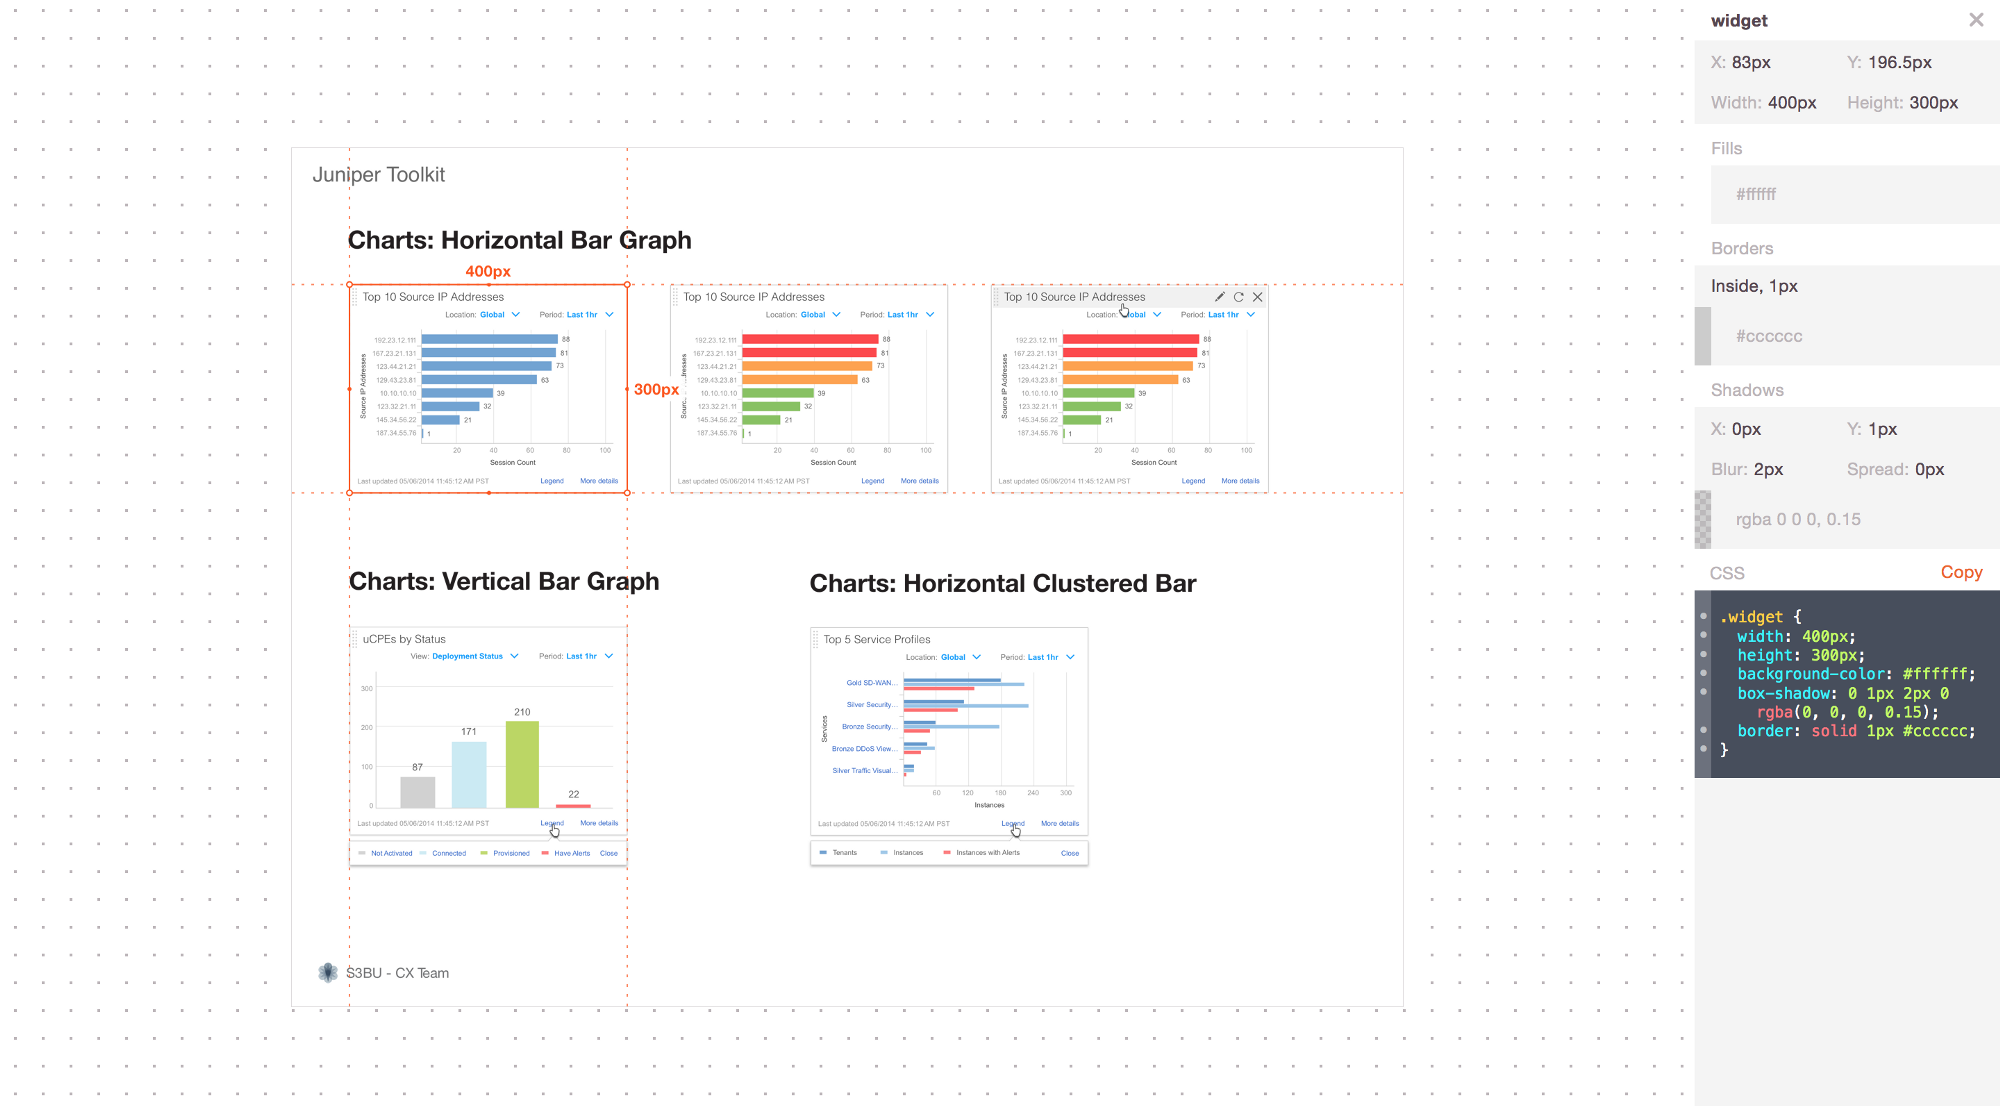 Juniper Toolkit
Charts: Horizontal Bar Graph
400px
300px
Top 10 Source IP Addresses
Location: Global Period: Last 1hr
Source IP Addresses
192.23.12.111 88
167.23.21.131 81
123.44.21.21 73
129.43.23.81 63
10.10.10.10 39
123.32.21.11 32
145.34.56.22 21
187.34.55.76 1
20 40 60 80 100
Session Count
Last updated 05/06/2014 11:45:12 AM PST Legend More details
Top 10 Source IP Addresses
Location: Global Period: Last 1hr
192.23.12.111 88
167.23.21.131 81
123.44.21.21 73
129.43.23.81 63
10.10.10.10 39
123.32.21.11 32
145.34.56.22 21
187.34.55.76 1
20 40 60 80 100
Session Count
Last updated 05/06/2014 11:45:12 AM PST Legend More details
Top 10 Source IP Addresses
Location: Global Period: Last 1hr
Source IP Addresses
192.23.12.111 88
167.23.21.131 81
123.44.21.21 73
129.43.23.81 63
10.10.10.10 39
123.32.21.11 32
145.34.56.22 21
187.34.55.76 1
20 40 60 80 100
Session Count
Last updated 05/06/2014 11:45:12 AM PST Legend More details
Charts: Vertical Bar Graph
uCPEs by Status
View: Deployment Status Period: Last 1hr
300
200
100
0
87
171
210
22
Last updated 05/06/2014 11:45:12 AM PST Legend More details
Not Activated Connected Provisioned Have Alerts Close
Charts: Horizontal Clustered Bar
Top 5 Service Profiles
Location: Global Period: Last 1hr
Services
Gold SD-WAN...
Silver Security...
Bronze Security...
Bronze DDoS View...
Silver Traffic Visual...
60 120 180 240 300
Instances
Last updated 05/06/2014 11:45:12 AM PST Legend More details
Tenants Instances Instances with Alerts Close
S3BU - CX Team
widget
X: 83px Y: 196.5px
Width: 400px Height: 300px
Fills
#ffffff
Borders
Inside, 1px
#cccccc
Shadows
X: 0px Y: 1px
Blur: 2px Spread: 0px
rgba 0 0 0, 0.15
CSS Copy
.widget {
width: 400px;
height: 300px;
background-color: #ffffff;
box-shadow: 0 1px 2px 0
rgba(0, 0, 0, 0.15);
border: solid 1px #cccccc;
}